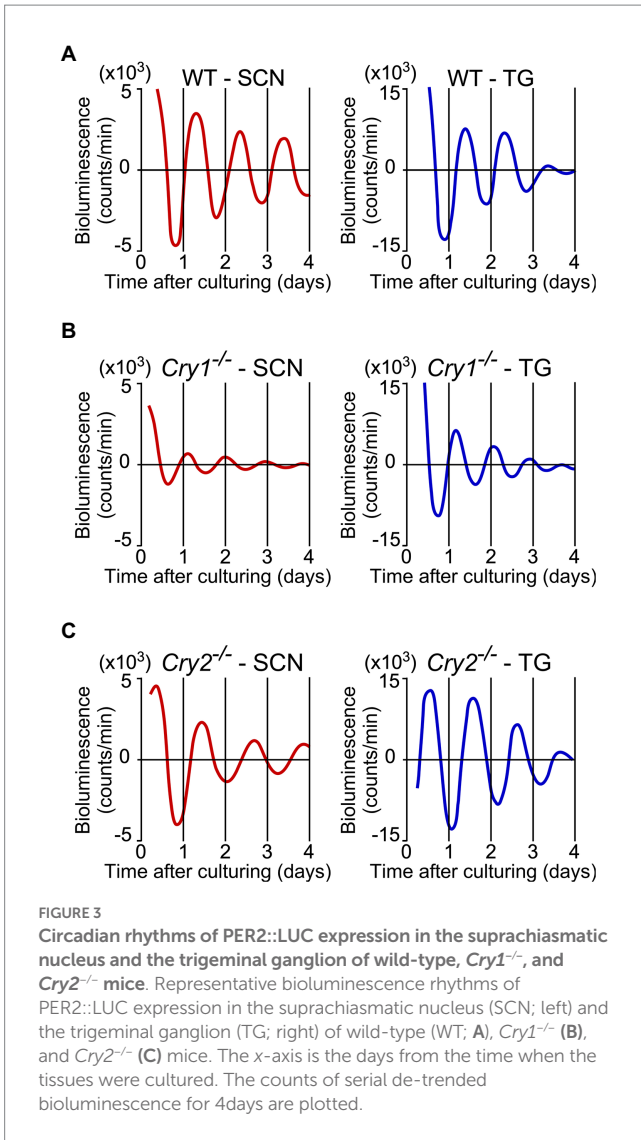 A
(x10³) WT - SCN
5
0
-5
Bioluminescence
(counts/min)
0 1 2 3 4
Time after culturing (days)
(x10³) WT - TG
15
0
-15
Bioluminescence
(counts/min)
0 1 2 3 4
Time after culturing (days)
B
(x10³) Cry1⁻/⁻ - SCN
5
0
-5
Bioluminescence
(counts/min)
0 1 2 3 4
Time after culturing (days)
(x10³) Cry1⁻/⁻ - TG
15
0
-15
Bioluminescence
(counts/min)
0 1 2 3 4
Time after culturing (days)
C
(x10³) Cry2⁻/⁻ - SCN
5
0
-5
Bioluminescence
(counts/min)
0 1 2 3 4
Time after culturing (days)
(x10³) Cry2⁻/⁻ - TG
15
0
-15
Bioluminescence
(counts/min)
0 1 2 3 4
Time after culturing (days)
FIGURE 3
Circadian rhythms of PER2::LUC expression in the suprachiasmatic
nucleus and the trigeminal ganglion of wild-type, Cry1⁻/⁻, and
Cry2⁻/⁻ mice. Representative bioluminescence rhythms of
PER2::LUC expression in the suprachiasmatic nucleus (SCN; left) and
the trigeminal ganglion (TG; right) of wild-type (WT; A), Cry1⁻/⁻ (B),
and Cry2⁻/⁻ (C) mice. The x-axis is the days from the time when the
tissues were cultured. The counts of serial de-trended
bioluminescence for 4days are plotted.